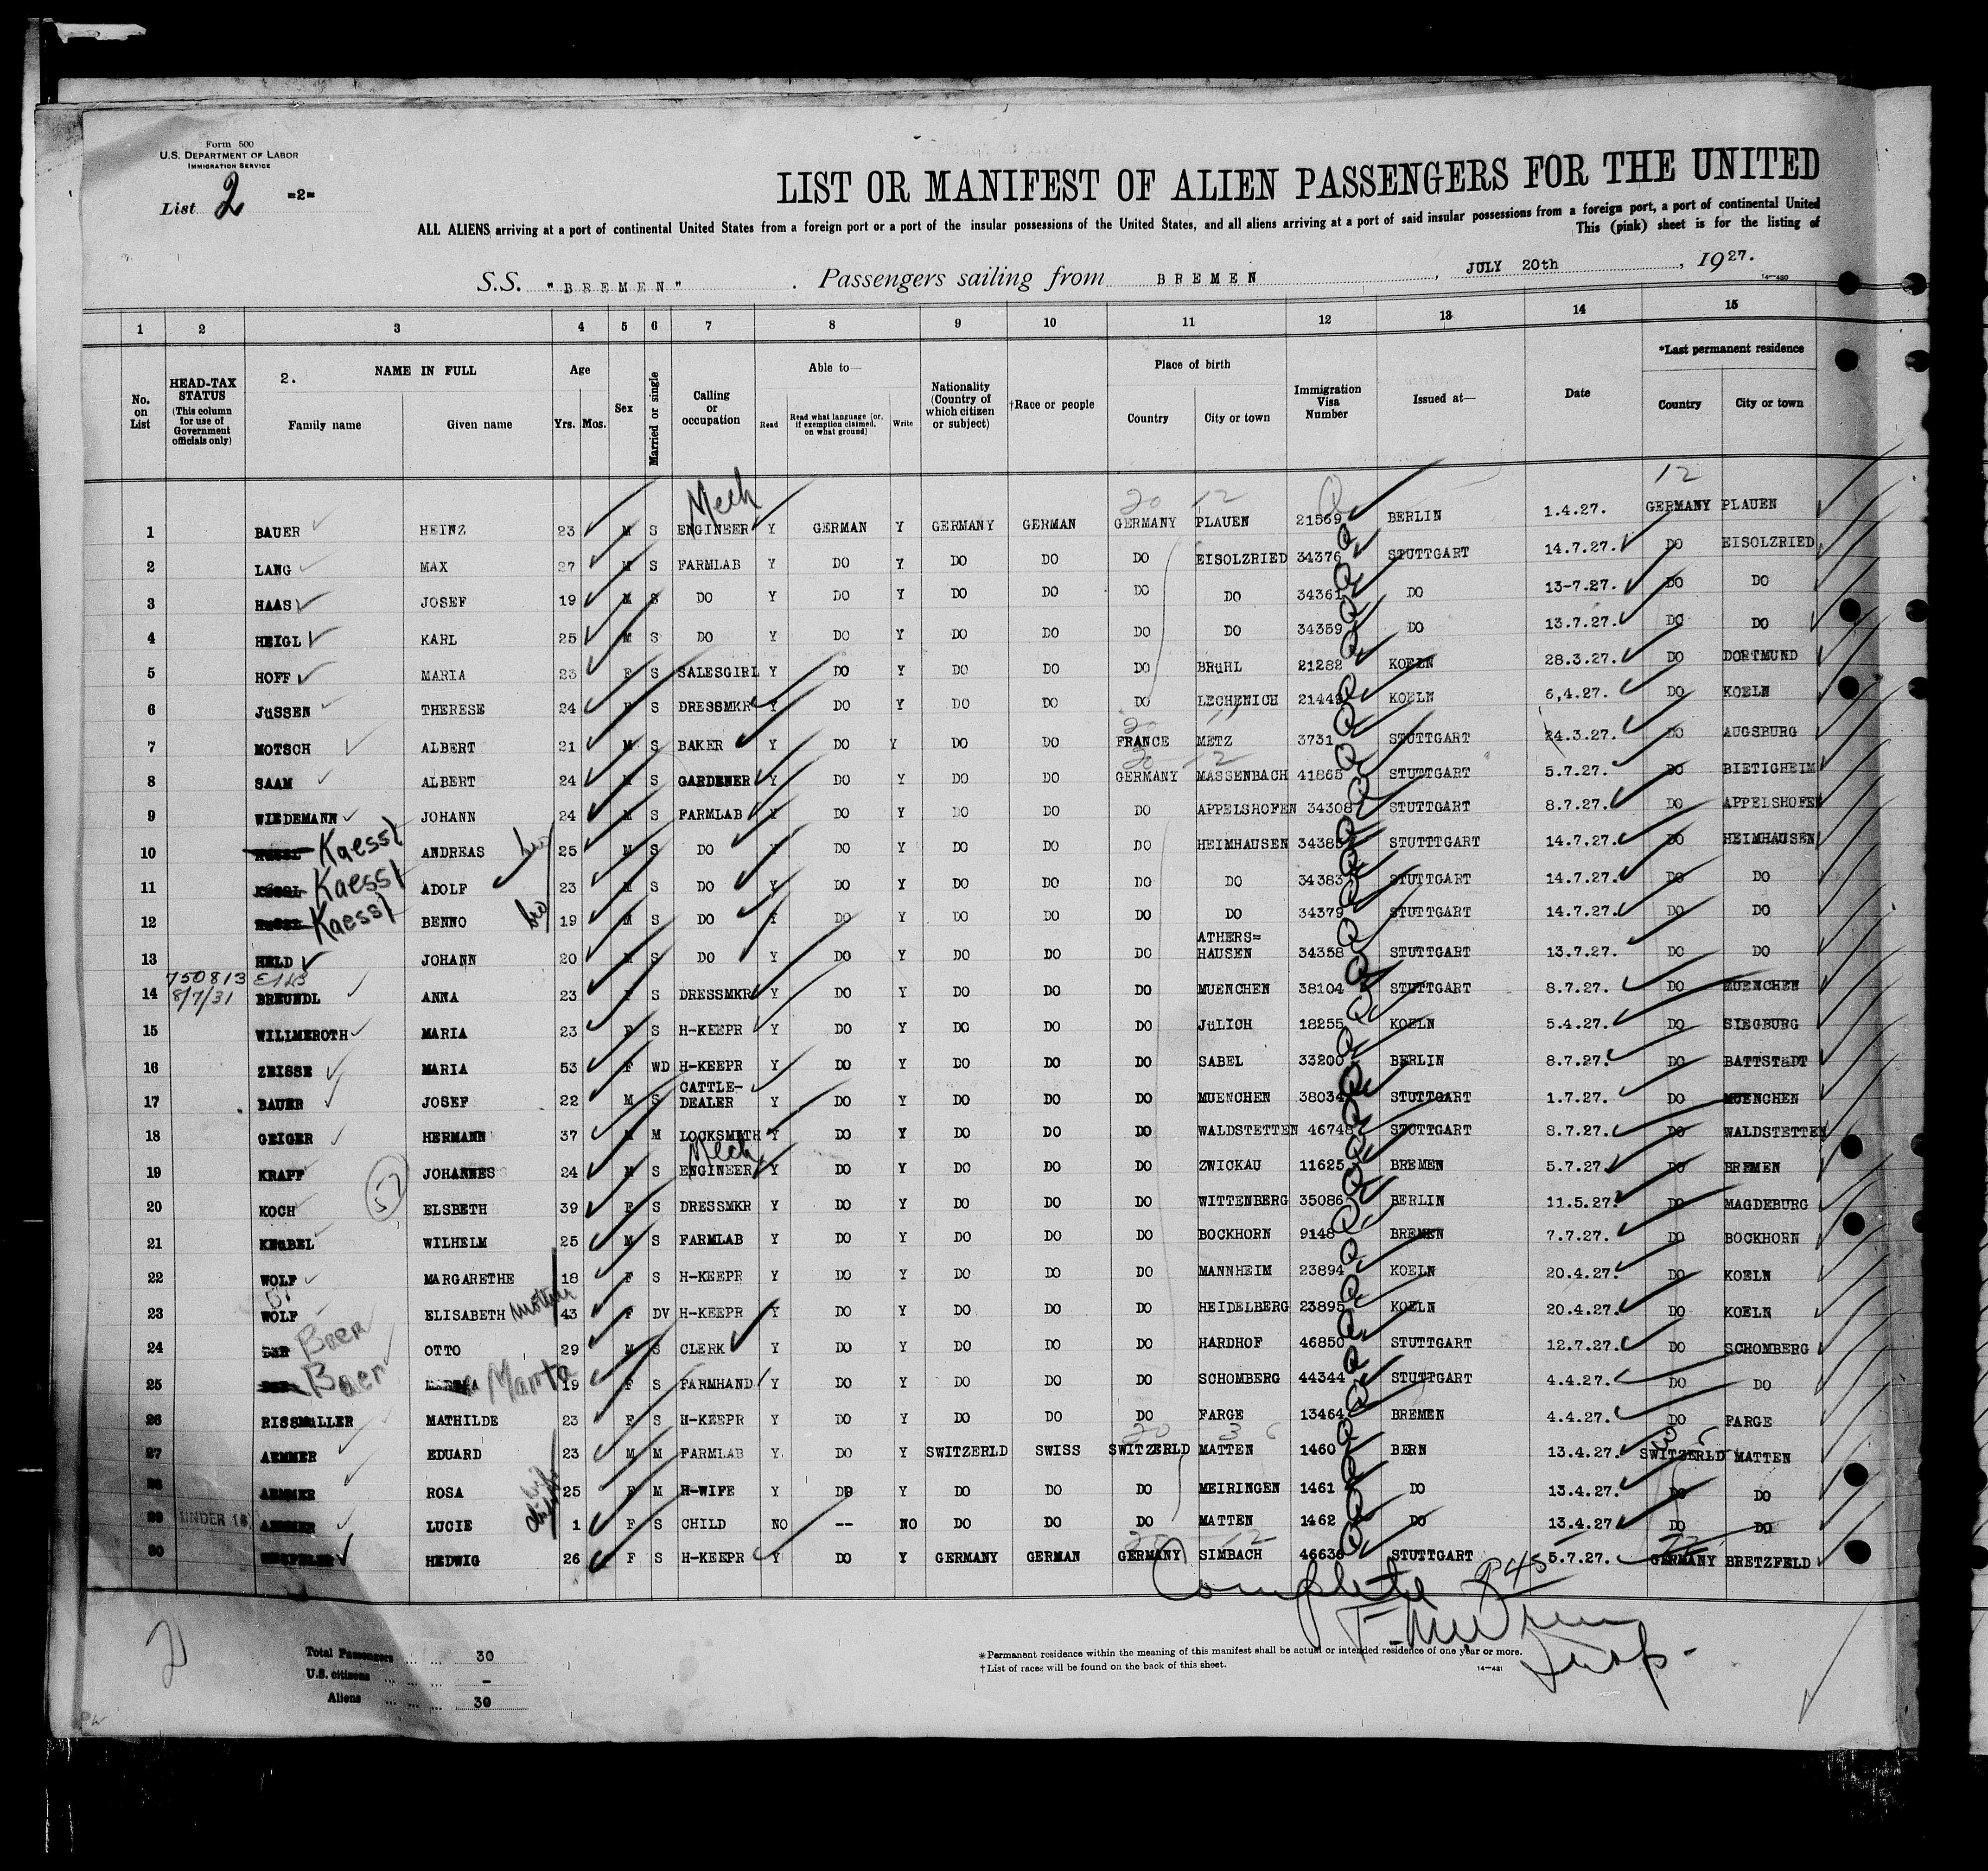 Form 500
U.S. DEPARTMENT OF LABOR
IMMIGRATION SERVICE
List 2 =2=
LIST OR MANIFEST OF ALIEN PASSENGERS FOR THE UNITED
ALL ALIENS arriving at a port of continental United States from a foreign port or a port of the insular possessions of the United States, and all aliens arriving at a port of said insular possessions from a foreign port, a port of continental United
This (pink) sheet is for the listing of
S.S. "BREMEN". Passengers sailing from BREMEN, JULY 20th, 1927.
14-480
1 2 3 4 5 6 7 8 9 10 11 12 13 14 15
No. on List
HEAD-TAX STATUS (This column for use of Government officials only)
2. NAME IN FULL Family name Given name
Age Yrs. Mos.
Sex
Married or single
Calling or occupation
Able to— Read Read what language (or, if exemption claimed, on what ground) Write
Nationality (Country of which citizen or subject)
†Race or people
Place of birth Country City or town
Immigration Visa Number
Issued at—
Date
*Last permanent residence Country City or town
Mech 20 12 12
1 BAUER HEINZ 23 M S ENGINEER Y GERMAN Y GERMANY GERMAN GERMANY PLAUEN 21569 BERLIN 1.4.27. GERMANY PLAUEN
2 LANG MAX 27 M S FARMLAB Y DO Y DO DO DO EISOLZRIED 34376 STUTTGART 14.7.27. DO EISOLZRIED
3 HAAS JOSEF 19 M S DO Y DO Y DO DO DO DO 34361 DO 13-7.27. DO DO
4 HEIGL KARL 25 M S DO Y DO Y DO DO DO DO 34359 DO 13.7.27. DO DO
5 HOFF MARIA 23 F S SALESGIRL Y DO Y DO DO DO BRüHL 21282 KOELN 28.3.27. DO DORTMUND
6 JüSSEN THERESE 24 F S DRESSMKR Y DO Y DO DO DO LECHENICH 21449 KOELN 6,4.27. DO KOELN
7 MOTSCH ALBERT 21 M S BAKER Y DO Y DO DO FRANCE METZ 3731 STUTTGART 24.3.27. DO AUGSBURG
8 SAAM ALBERT 24 M S GARDENER Y DO Y DO DO GERMANY MASSENBACH 41865 STUTTGART 5.7.27. DO BIETIGHEIM
9 WIEDEMANN JOHANN 24 M S FARMLAB Y DO Y DO DO DO APPELSHOFEN 34308 STUTTGART 8.7.27. DO APPELSHOFEN
10 Kaessl ANDREAS bro 25 M S DO Y DO Y DO DO DO HEIMHAUSEN 34385 STUTTTGART 14.7.27. DO HEIMHAUSEN
11 Kaessl ADOLF 23 M S DO Y DO Y DO DO DO DO 34383 STUTTGART 14.7.27. DO DO
12 Kaessl BENNO bro 19 M S DO Y DO Y DO DO DO DO 34379 STUTTGART 14.7.27. DO DO
13 HELD JOHANN 20 M S DO Y DO Y DO DO DO ATHERS=HAUSEN 34358 STUTTGART 13.7.27. DO DO
750813
8/7/31
14 BREUNDL ANNA 23 F S DRESSMKR Y DO Y DO DO DO MUENCHEN 38104 STUTTGART 8.7.27. DO MUENCHEN
15 WILLMEROTH MARIA 23 F S H-KEEPR Y DO Y DO DO DO JüLICH 18255 KOELN 5.4.27. DO SIEGBURG
16 ZEISSE MARIA 53 F WD H-KEEPR Y DO Y DO DO DO SABEL 33200 BERLIN 8.7.27. DO BATTSTäDT
17 BAUER JOSEF 22 M S CATTLE-DEALER Y DO Y DO DO DO MUENCHEN 38034 STUTTGART 1.7.27. DO MUENCHEN
18 GEIGER HERMANN 37 M M LOCKSMITH Y DO Y DO DO DO WALDSTETTEN 46748 STUTTGART 8.7.27. DO WALDSTETTEN
Mech
19 KRAPF JOHANNES 24 M S ENGINEER Y DO Y DO DO DO ZWICKAU 11625 BREMEN 5.7.27 DO BREMEN
20 KOCH 57 ELSBETH 39 F S DRESSMKR Y DO Y DO DO DO WITTENBERG 35086 BERLIN 11.5.27. DO MAGDEBURG
21 KNüBEL WILHELM 25 M S FARMLAB Y DO Y DO DO DO BOCKHORN 9148 BREMEN 7.7.27. DO BOCKHORN
22 WOLF MARGARETHE 18 F S H-KEEPR Y DO Y DO DO DO MANNHEIM 23894 KOELN 20.4.27. DO KOELN
23 WOLF ELISABETH mother 43 F DV H-KEEPR Y DO Y DO DO DO HEIDELBERG 23895 KOELN 20.4.27. DO KOELN
24 Baer OTTO 29 M S CLERK Y DO Y DO DO DO HARDHOF 46850 STUTTGART 12.7.27. DO SCHOMBERG
25 Baer Marta 19 F S FARMHAND Y DO Y DO DO DO SCHOMBERG 44344 STUTTGART 4.4.27. DO DO
26 RISSMüLLER MATHILDE 23 F S H-KEEPR Y DO Y DO DO DO FARGE 13464 BREMEN 4.4.27. DO FARGE
27 AEMMER EDUARD 23 M M FARMLAB Y DO Y SWITZERLD SWISS SWITZERLD MATTEN 1460 BERN 13.4.27. SWITZERLD MATTEN
28 AEMMER ROSA wife 25 F M H-WIFE Y DO Y DO DO DO MEIRINGEN 1461 DO 13.4.27. DO DO
29 UNDER 16 AEMMER LUCIE 1 F S CHILD NO -- NO DO DO DO MATTEN 1462 DO 13.4.27 DO DO
30 HEDWIG 26 F S H-KEEPR Y DO Y GERMANY GERMAN GERMANY SIMBACH 46630 STUTTGART 5.7.27. GERMANY BRETZFELD
Complete
Total Passengers 30
U.S. citizens -
Aliens 30
*Permanent residence within the meaning of this manifest shall be actual or intended residence of one year or more.
†List of races will be found on the back of this sheet.
14-481
Insp.